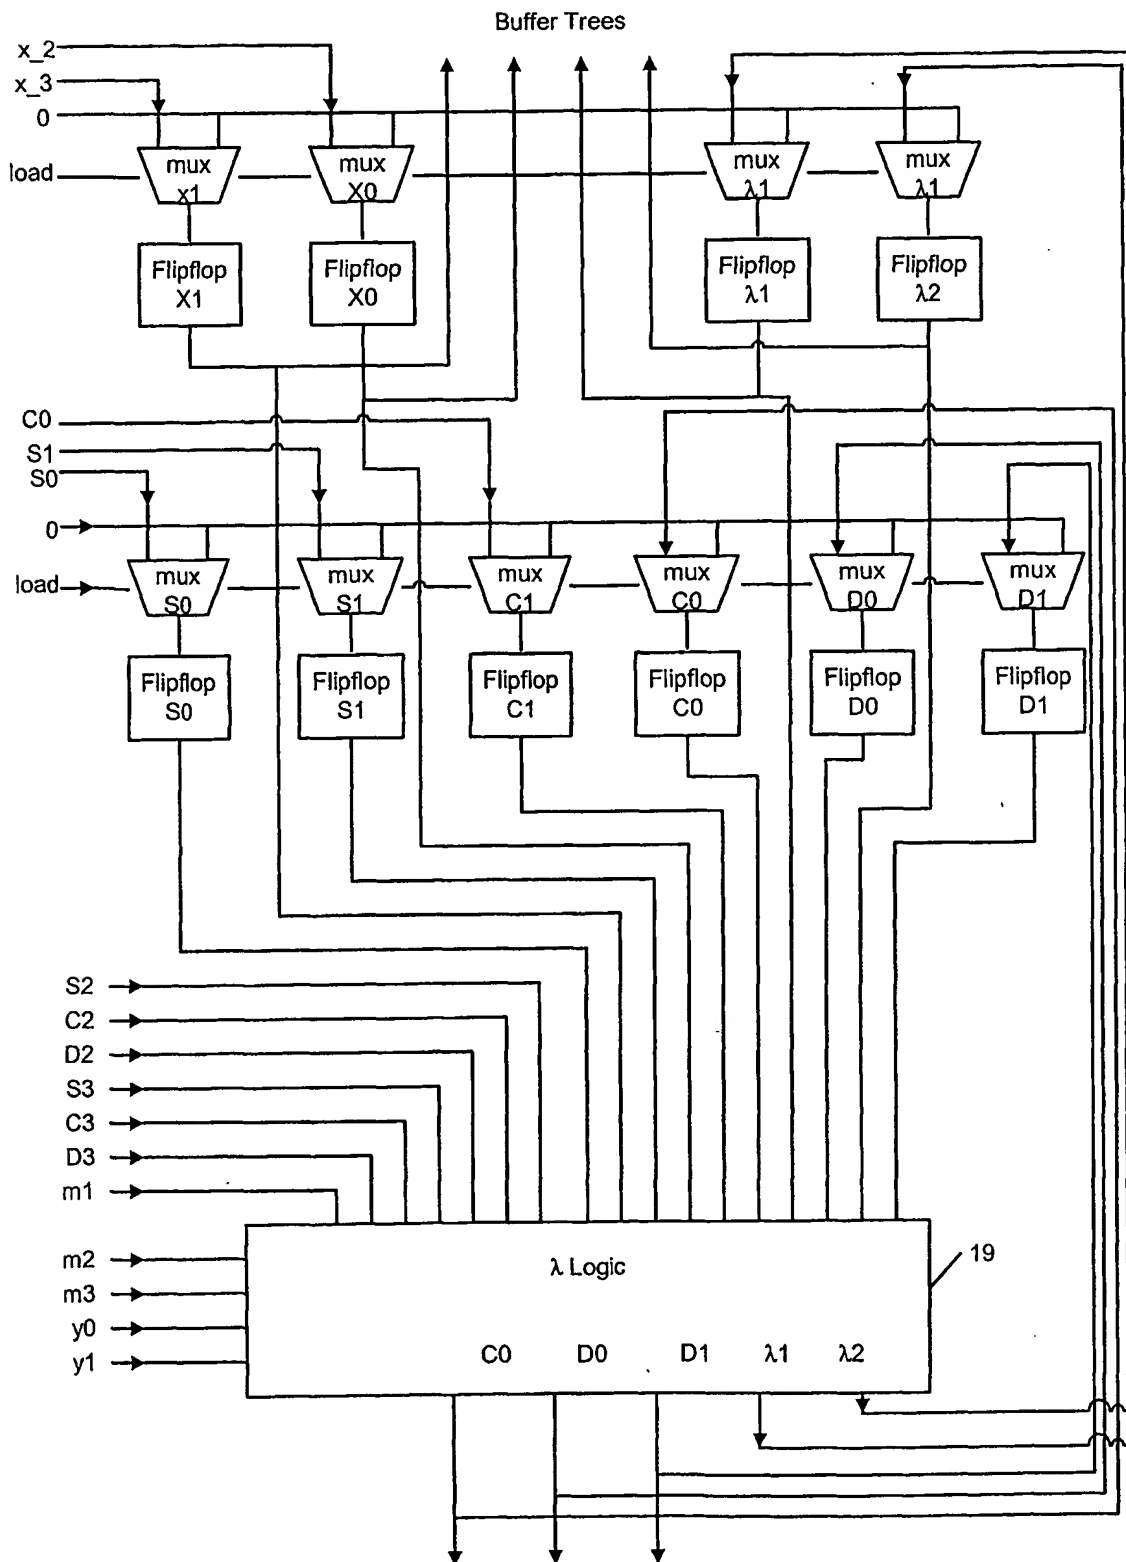 Buffer Trees
x_2
x_3
0
load
mux
x1
mux
X0
mux
λ1
mux
λ1
Flipflop
X1
Flipflop
X0
Flipflop
λ1
Flipflop
λ2
C0
S1
S0
0
load
mux
S0
mux
S1
mux
C1
mux
C0
mux
D0
mux
D1
Flipflop
S0
Flipflop
S1
Flipflop
C1
Flipflop
C0
Flipflop
D0
Flipflop
D1
S2
C2
D2
S3
C3
D3
m1
m2
m3
y0
y1
λ Logic
19
C0 D0 D1 λ1 λ2